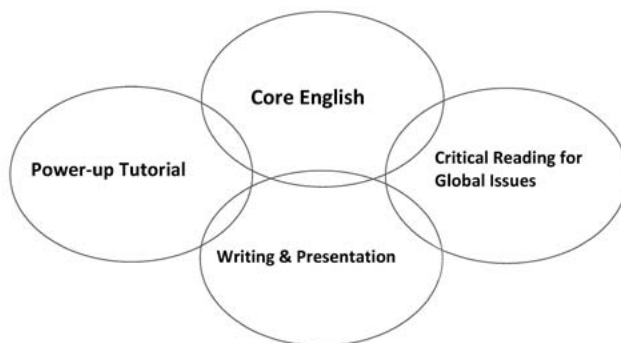 Core English
Power-up Tutorial
Critical Reading for
Global Issues
Writing & Presentation